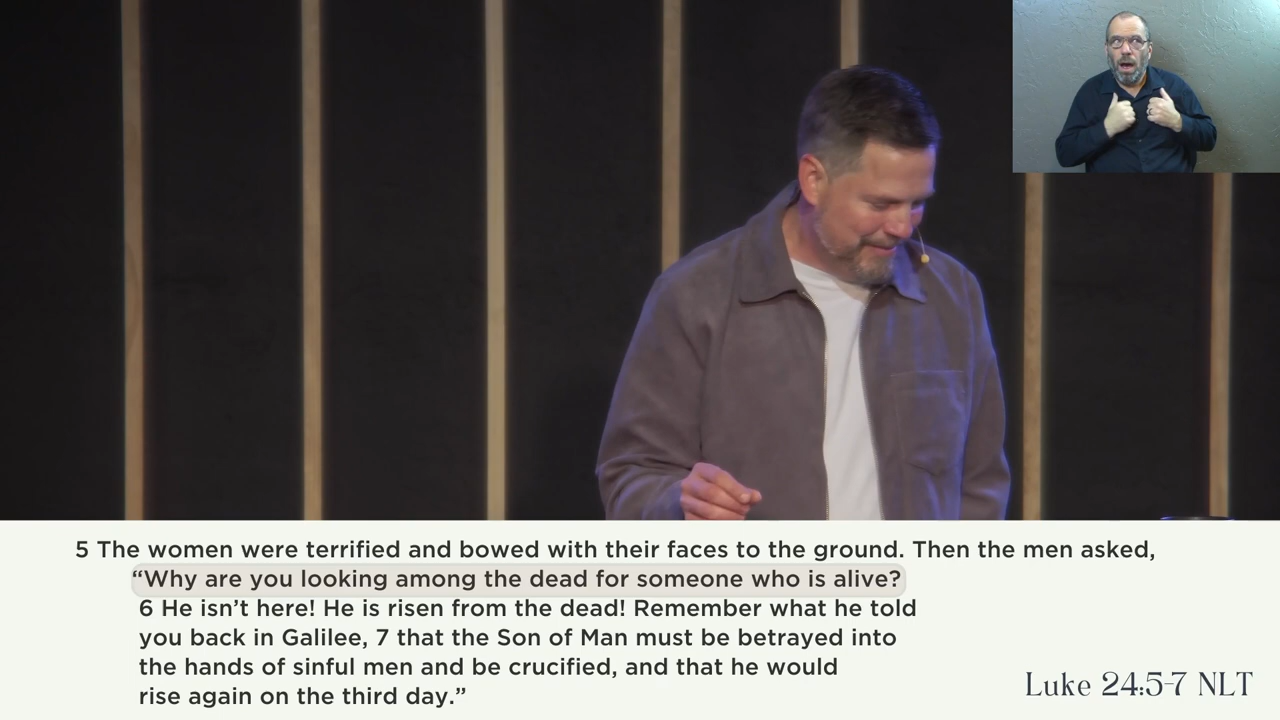 5 The women were terrified and bowed with their faces to the ground. Then the men asked,
“Why are you looking among the dead for someone who is alive?
6 He isn’t here! He is risen from the dead! Remember what he told
you back in Galilee, 7 that the Son of Man must be betrayed into
the hands of sinful men and be crucified, and that he would
rise again on the third day.”
Luke 24:5-7 NLT